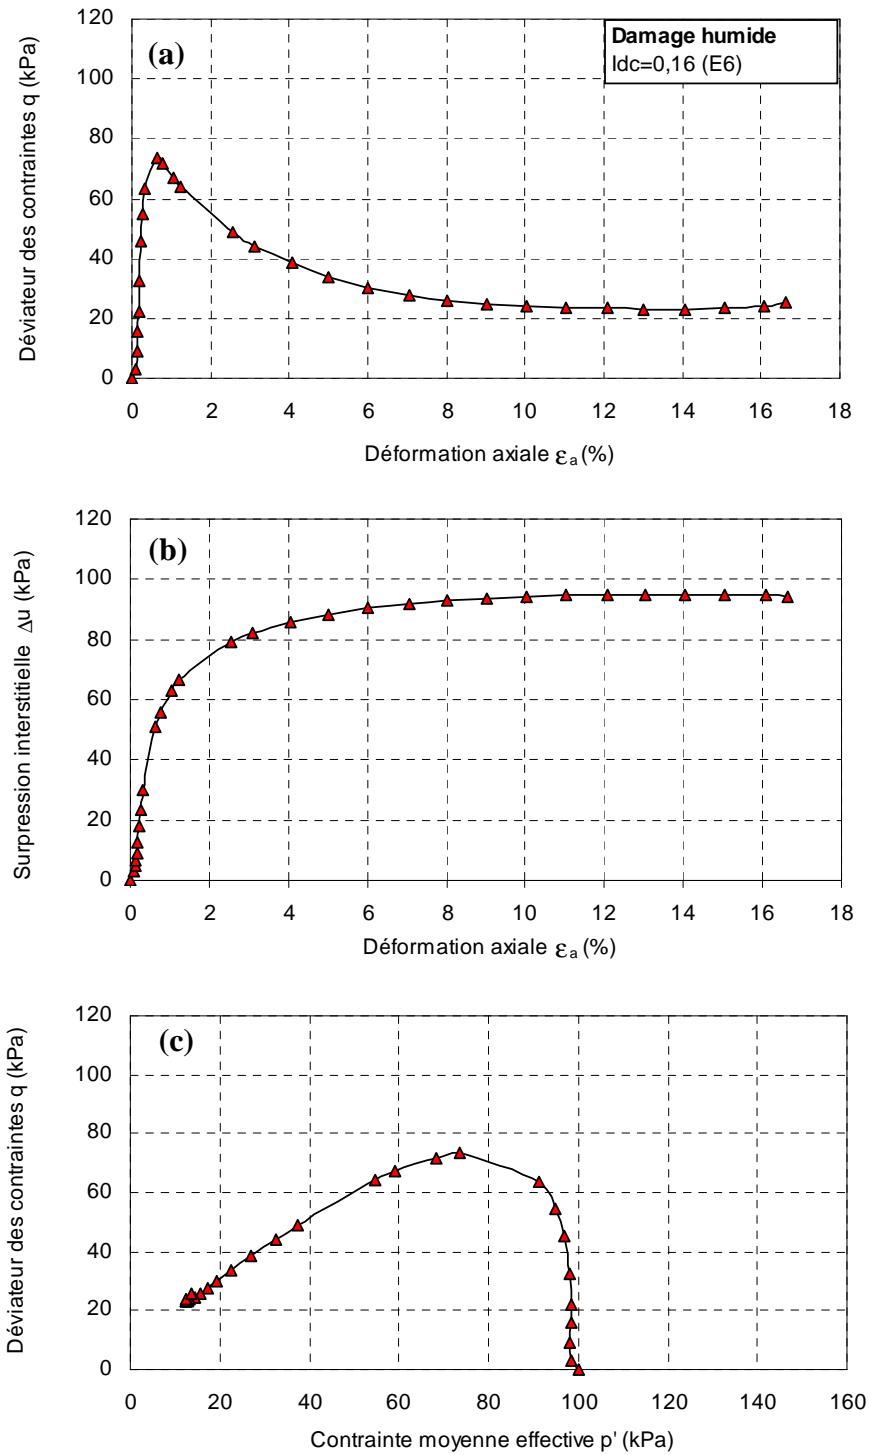 (a)
Damage humide
Idc=0,16 (E6)
120
100
80
60
40
20
0
Déviateur des contraintes q (kPa)
0 2 4 6 8 10 12 14 16 18
Déformation axiale εa (%)
(b)
120
100
80
60
40
20
0
Surpression interstitielle Δu (kPa)
0 2 4 6 8 10 12 14 16 18
Déformation axiale εa (%)
(c)
120
100
80
60
40
20
0
Déviateur des contraintes q (kPa)
0 20 40 60 80 100 120 140 160
Contrainte moyenne effective p' (kPa)